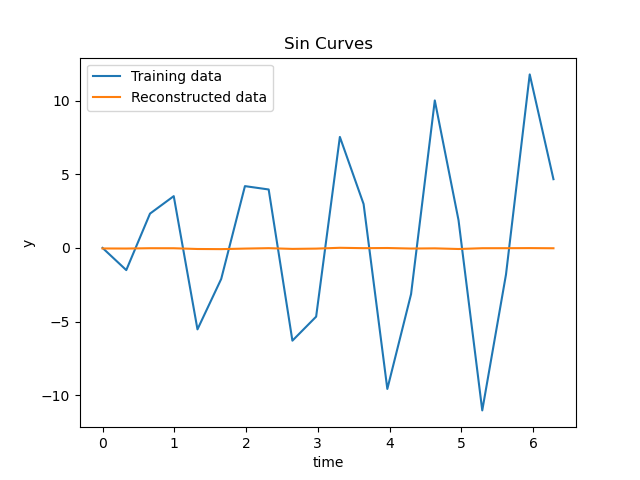 Sin Curves
Training data
Reconstructed data
10
5
0
−5
−10
y
0 1 2 3 4 5 6
time